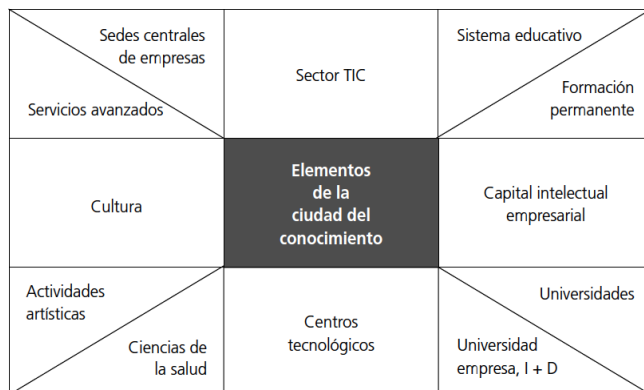 Sedes centrales
de empresas
Servicios avanzados
Sector TIC
Sistema educativo
Formación
permanente
Cultura
Elementos
de la
ciudad del
conocimiento
Capital intelectual
empresarial
Actividades
artísticas
Ciencias de
la salud
Centros
tecnológicos
Universidades
Universidad
empresa, I + D